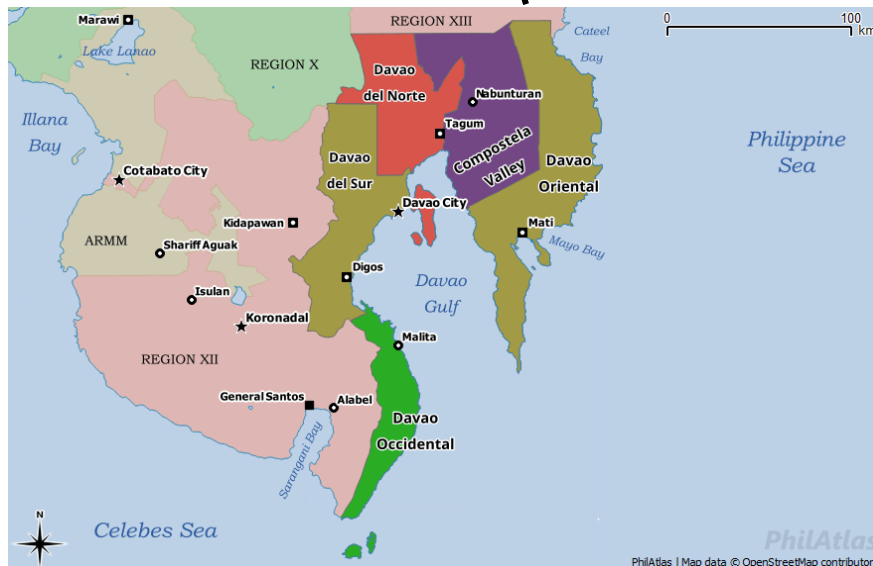 Marawi
REGION XIII
0
100
km
Lake Lanao
Cateel
Bay
REGION X
Davao
del Norte
Nabunturan
Illana
Bay
Tagum
Compostela
Valley
Philippine
Sea
Davao
del Sur
Davao
Oriental
Cotabato City
Davao City
Kidapawan
Mati
ARMM
Shariff Aguak
Mayo Bay
Digos
Davao
Gulf
Isulan
Koronadal
Malita
REGION XII
General Santos
Alabel
Davao
Occidental
Sarangani Bay
N
Celebes Sea
PhilAtlas
PhilAtlas | Map data © OpenStreetMap contributor